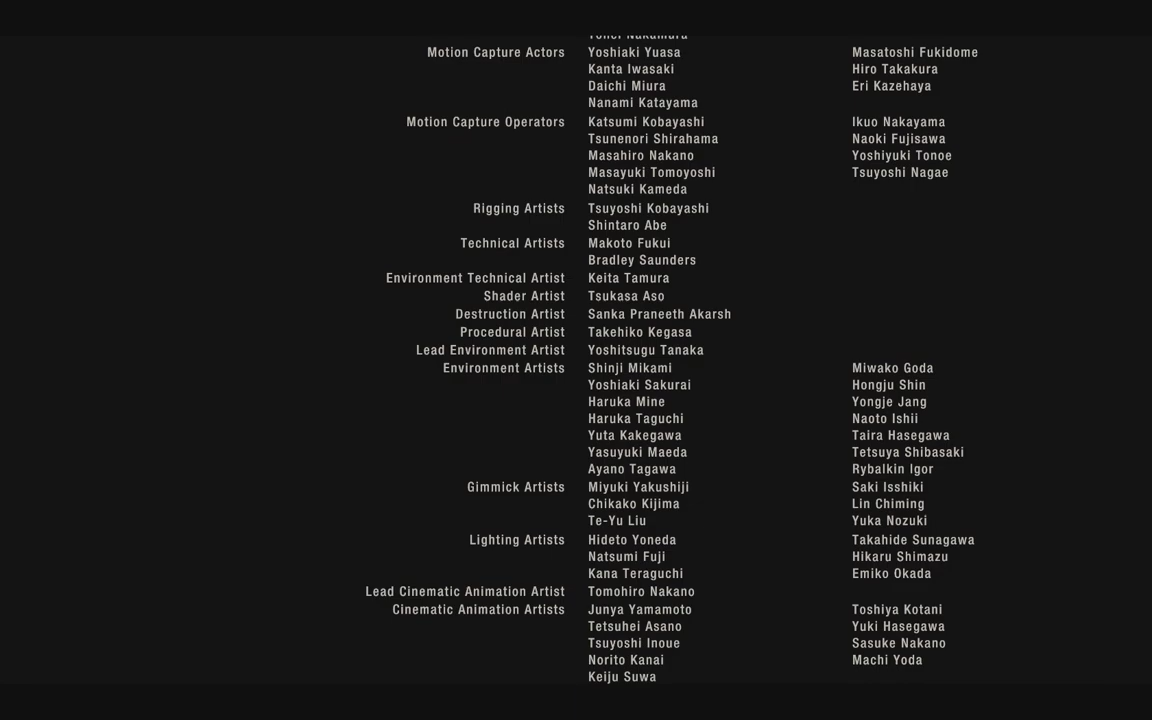 Motion Capture Actors Yoshiaki Yuasa Masatoshi Fukidome
Kanta Iwasaki Hiro Takakura
Daichi Miura Eri Kazehaya
Nanami Katayama
Motion Capture Operators Katsumi Kobayashi Ikuo Nakayama
Tsunenori Shirahama Naoki Fujisawa
Masahiro Nakano Yoshiyuki Tonoe
Masayuki Tomoyoshi Tsuyoshi Nagae
Natsuki Kameda
Rigging Artists Tsuyoshi Kobayashi
Shintaro Abe
Technical Artists Makoto Fukui
Bradley Saunders
Environment Technical Artist Keita Tamura
Shader Artist Tsukasa Aso
Destruction Artist Sanka Praneeth Akarsh
Procedural Artist Takehiko Kegasa
Lead Environment Artist Yoshitsugu Tanaka
Environment Artists Shinji Mikami Miwako Goda
Yoshiaki Sakurai Hongju Shin
Haruka Mine Yongje Jang
Haruka Taguchi Naoto Ishii
Yuta Kakegawa Taira Hasegawa
Yasuyuki Maeda Tetsuya Shibasaki
Ayano Tagawa Rybalkin Igor
Gimmick Artists Miyuki Yakushiji Saki Isshiki
Chikako Kijima Lin Chiming
Te-Yu Liu Yuka Nozuki
Lighting Artists Hideto Yoneda Takahide Sunagawa
Natsumi Fuji Hikaru Shimazu
Kana Teraguchi Emiko Okada
Lead Cinematic Animation Artist Tomohiro Nakano
Cinematic Animation Artists Junya Yamamoto Toshiya Kotani
Tetsuhei Asano Yuki Hasegawa
Tsuyoshi Inoue Sasuke Nakano
Norito Kanai Machi Yoda
Keiju Suwa